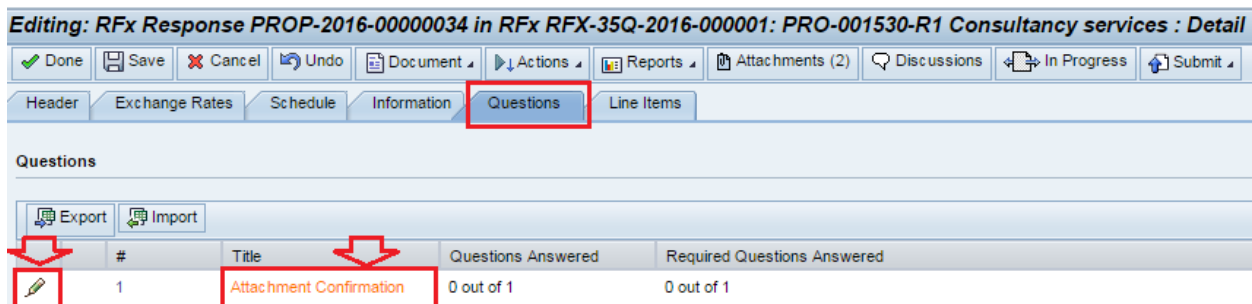 Editing: RFx Response PROP-2016-00000034 in RFx RFX-35Q-2016-000001: PRO-001530-R1 Consultancy services : Detail
Done Save Cancel Undo Document Actions Reports Attachments (2) Discussions In Progress Submit
Header Exchange Rates Schedule Information Questions Line Items
Questions
Export Import
# Title Questions Answered Required Questions Answered
1 Attachment Confirmation 0 out of 1 0 out of 1